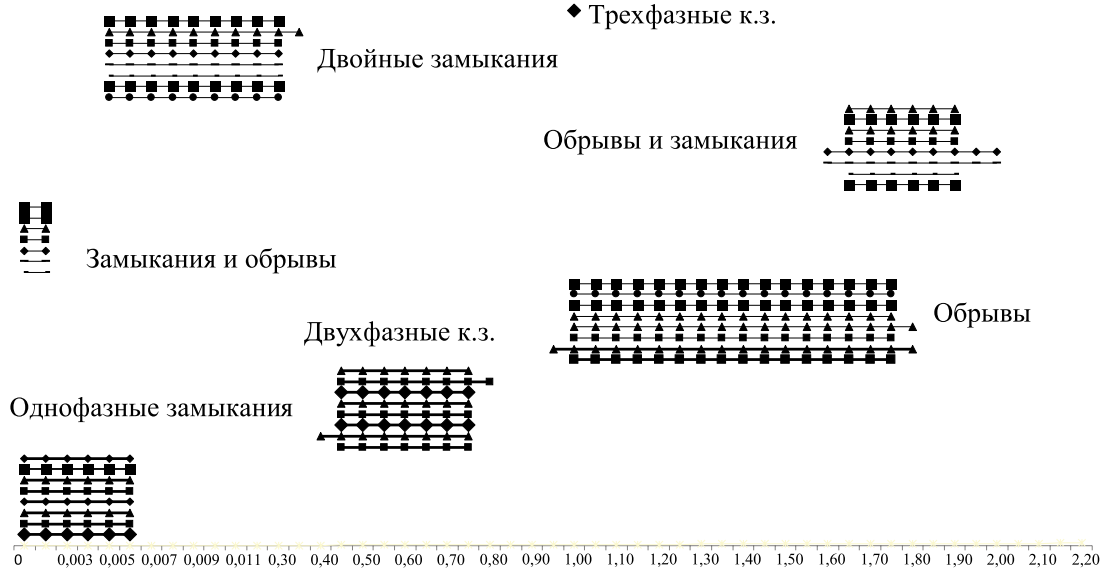 Трехфазные к.з.
Двойные замыкания
Обрывы и замыкания
Замыкания и обрывы
Обрывы
Двухфазные к.з.
Однофазные замыкания
0 0,003 0,005 0,007 0,009 0,011 0,30 0,40 0,50 0,60 0,70 0,80 0,90 1,00 1,10 1,20 1,30 1,40 1,50 1,60 1,70 1,80 1,90 2,00 2,10 2,20